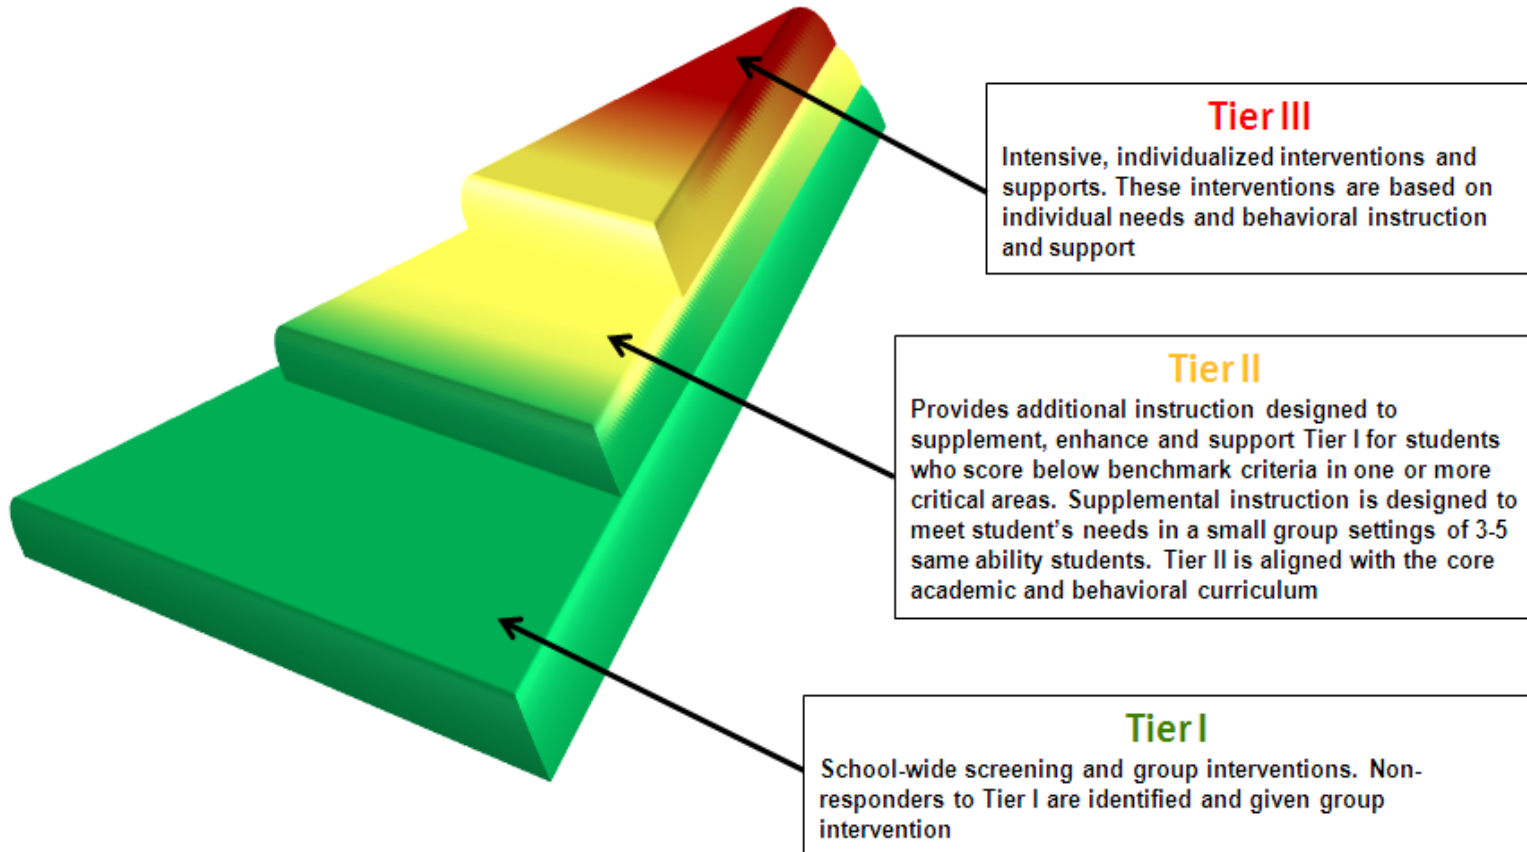 Tier III
Intensive, individualized interventions and
supports. These interventions are based on
individual needs and behavioral instruction
and support
Tier II
Provides additional instruction designed to
supplement, enhance and support Tier I for students
who score below benchmark criteria in one or more
critical areas. Supplemental instruction is designed to
meet student's needs in a small group settings of 3-5
same ability students. Tier II is aligned with the core
academic and behavioral curriculum
Tier I
School-wide screening and group interventions. Non-
responders to Tier I are identified and given group
intervention